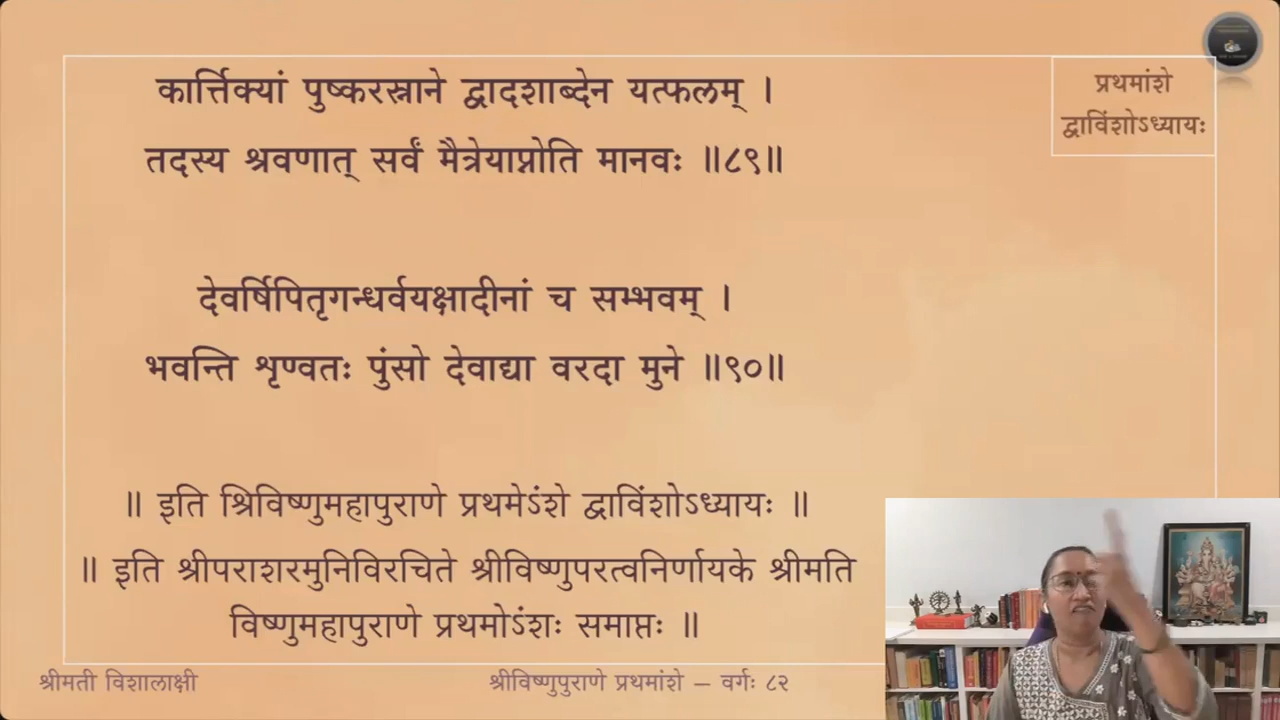 कार्त्तिक्यां पुष्करस्नाने द्वादशाब्देन यत्फलम् ।
तदस्य श्रवणात् सर्वं मैत्रेयाप्नोति मानवः ॥८९॥
देवर्षिपितृगन्धर्वयक्षादीनां च सम्भवम् ।
भवन्ति शृण्वतः पुंसो देवाद्या वरदा मुने ॥९०॥
॥ इति श्रिविष्णुमहापुराणे प्रथमेऽंशे द्वाविंशोऽध्यायः ॥
॥ इति श्रीपराशरमुनिविरचिते श्रीविष्णुपरत्वनिर्णायके श्रीमति
विष्णुमहापुराणे प्रथमोऽंशः समाप्तः ॥
प्रथमांशे
द्वाविंशोऽध्यायः
श्रीमती विशालाक्षी
श्रीविष्णुपुराणे प्रथमांशे – वर्गः ८२